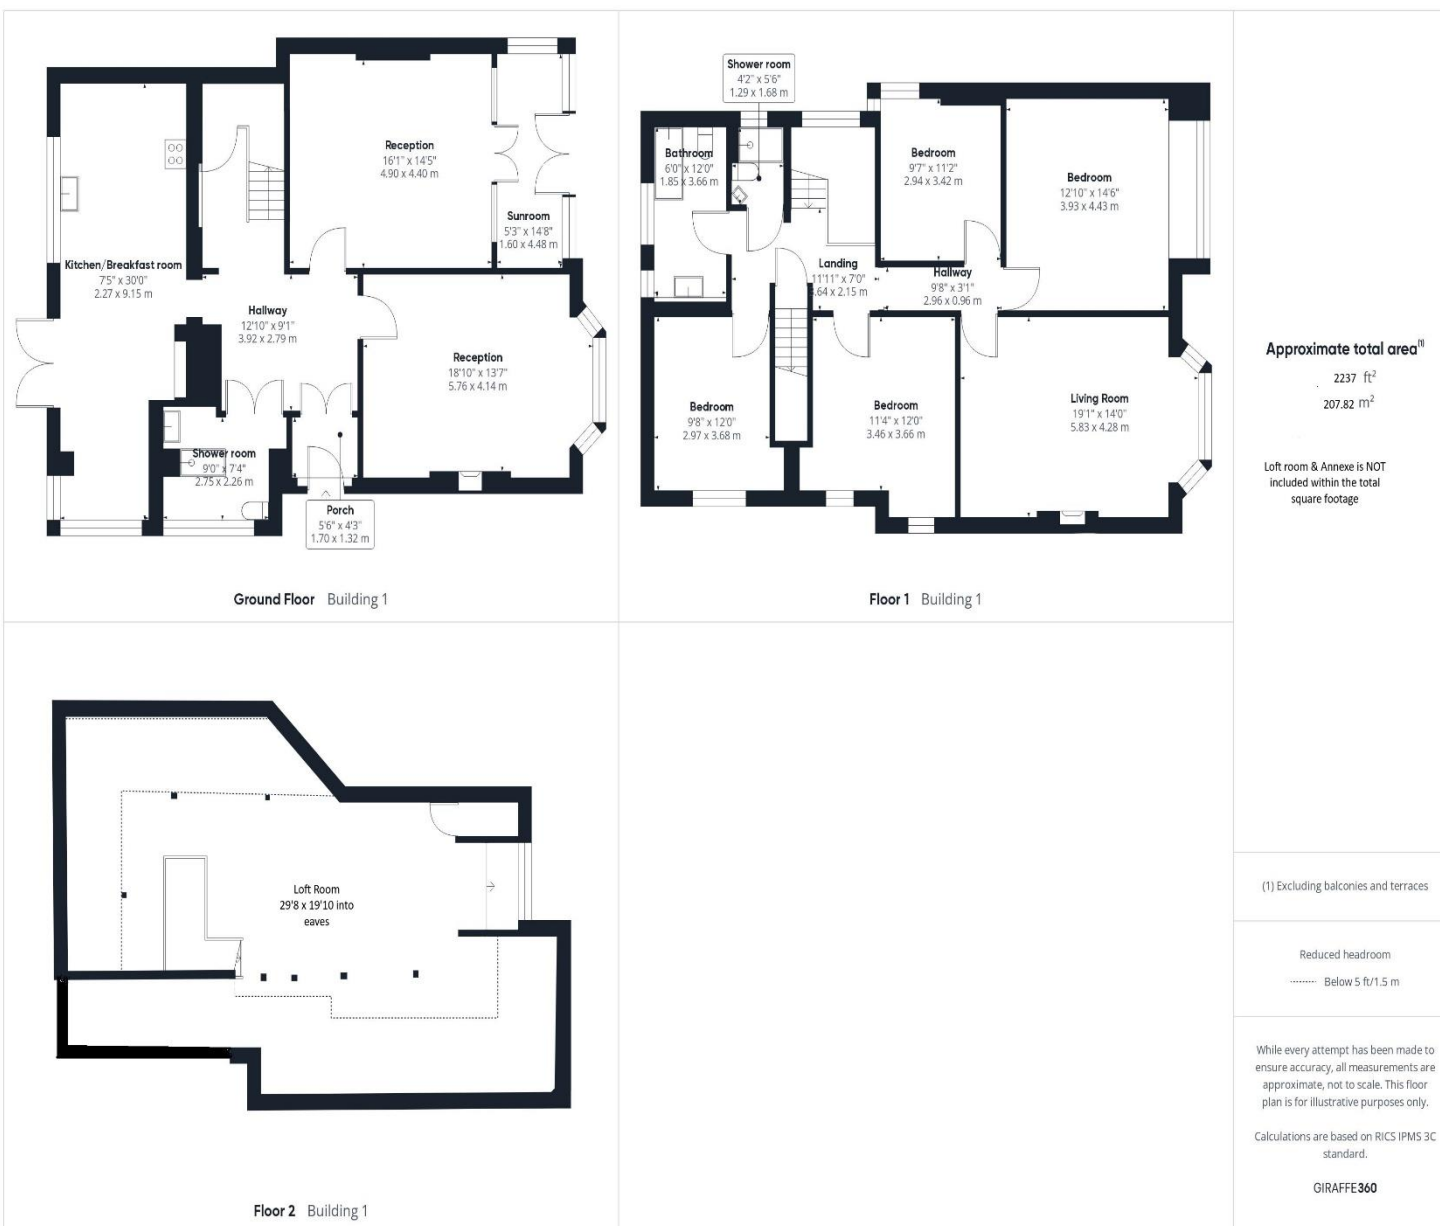 Kitchen/Breakfast room
7'5" x 30'0"
2.27 x 9.15 m
Reception
16'1" x 14'5"
4.90 x 4.40 m
Sunroom
5'3" x 14'8"
1.60 x 4.48 m
Hallway
12'10" x 9'1"
3.92 x 2.79 m
Reception
18'10" x 13'7"
5.76 x 4.14 m
Shower room
9'0" x 7'4"
2.75 x 2.26 m
Porch
5'6" x 4'3"
1.70 x 1.32 m
Ground Floor Building 1
Shower room
4'2" x 5'6"
1.29 x 1.68 m
Bathroom
6'0" x 12'0"
1.85 x 3.66 m
Bedroom
9'7" x 11'2"
2.94 x 3.42 m
Bedroom
12'10" x 14'6"
3.93 x 4.43 m
Landing
11'11" x 7'0"
.64 x 2.15 m
Hallway
9'8" x 3'1"
2.96 x 0.96 m
Bedroom
9'8" x 12'0"
2.97 x 3.68 m
Bedroom
11'4" x 12'0"
3.46 x 3.66 m
Living Room
19'1" x 14'0"
5.83 x 4.28 m
Floor 1 Building 1
Loft Room
29'8 x 19'10 into
eaves
Floor 2 Building 1
Approximate total area(1)
2237 ft²
207.82 m²
Loft room & Annexe is NOT
included within the total
square footage
(1) Excluding balconies and terraces
Reduced headroom
Below 5 ft/1.5 m
While every attempt has been made to
ensure accuracy, all measurements are
approximate, not to scale. This floor
plan is for illustrative purposes only.
Calculations are based on RICS IPMS 3C
standard.
GIRAFFE360